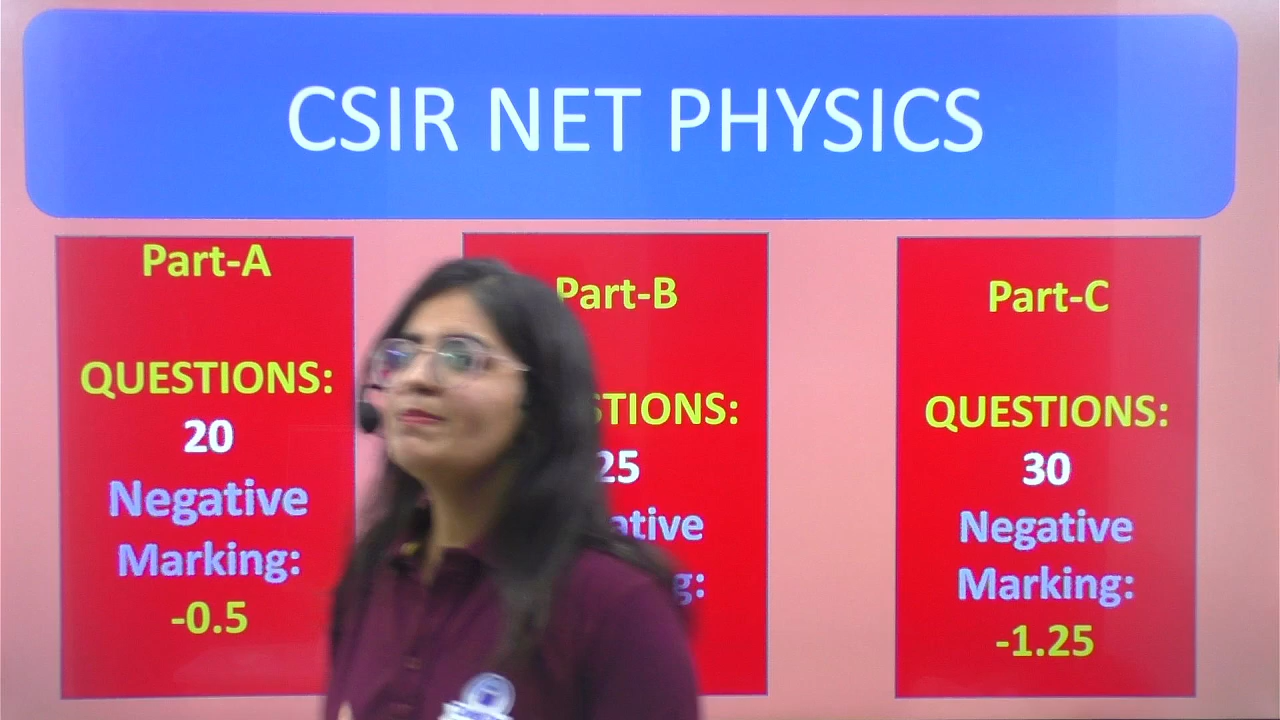 CSIR NET PHYSICS
Part-A
QUESTIONS:
20
Negative
Marking:
-0.5
Part-B
STIONS:
25
ative
g:
Part-C
QUESTIONS:
30
Negative
Marking:
-1.25